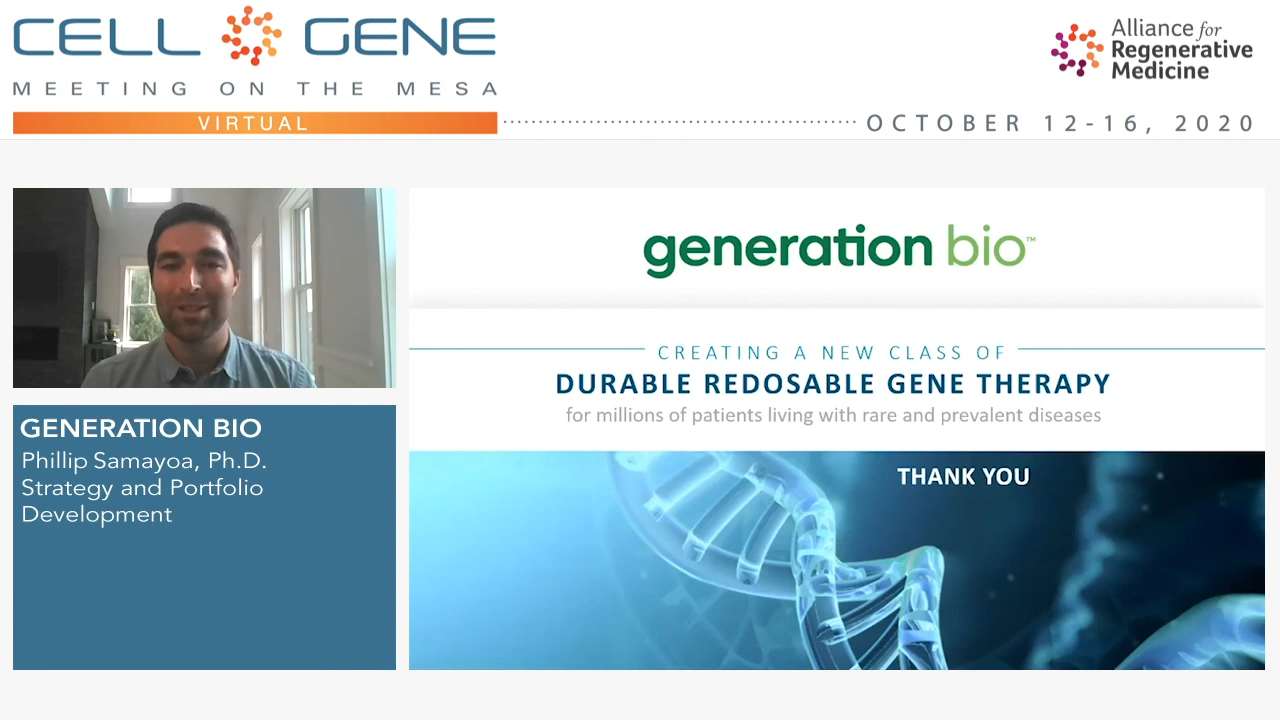 CELL GENE
MEETING ON THE MESA
VIRTUAL
Alliance for
Regenerative
Medicine
OCTOBER 12-16, 2020
GENERATION BIO
Phillip Samayoa, Ph.D.
Strategy and Portfolio
Development
generation bio™
CREATING A NEW CLASS OF
DURABLE REDOSABLE GENE THERAPY
for millions of patients living with rare and prevalent diseases
THANK YOU